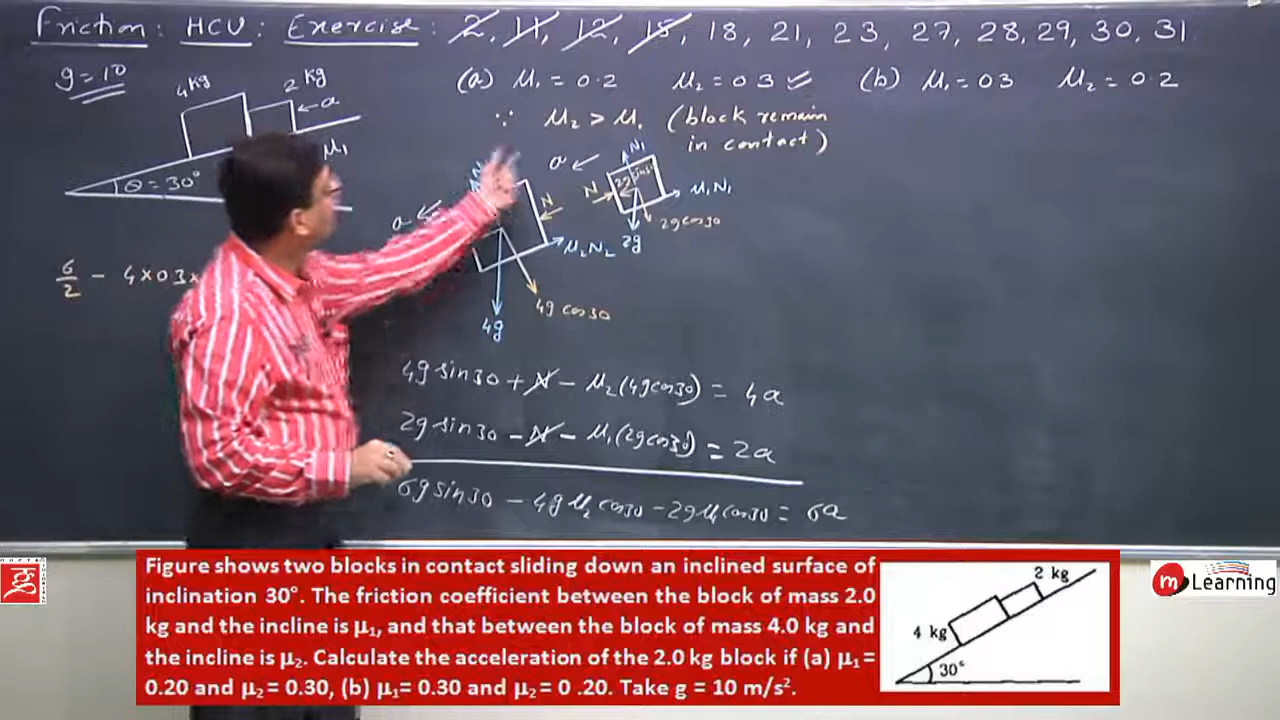 Friction : HCU : Exercise : 2, 11, 12, 15, 18, 21, 23, 27, 28, 29, 30, 31
g = 10
4kg
2 kg
a
μ1
θ = 30°
(a) μ1 = 0.2 μ2 = 0 3 ✓ (b) μ1 = 03 μ2 = 0.2
∵ μ2 > μ1 (block remain
in contact)
a
N
μ2N2
4g cos30
4g
a
N1
N
2g sin30
μ1N1
2g cos30
2g
6/2 - 4×03×
4g sin30 + N - μ2(4g cos30) = 4a
2g sin30 - N - μ1(2g cos30) = 2a
6g sin30 - 4g μ2 cos30 - 2g μ1 cos30 = 6a
Figure shows two blocks in contact sliding down an inclined surface of
inclination 30°. The friction coefficient between the block of mass 2.0
kg and the incline is μ1, and that between the block of mass 4.0 kg and
the incline is μ2. Calculate the acceleration of the 2.0 kg block if (a) μ1 =
0.20 and μ2 = 0.30, (b) μ1= 0.30 and μ2 = 0 .20. Take g = 10 m/s².
2 kg
4 kg
30°
m Learning